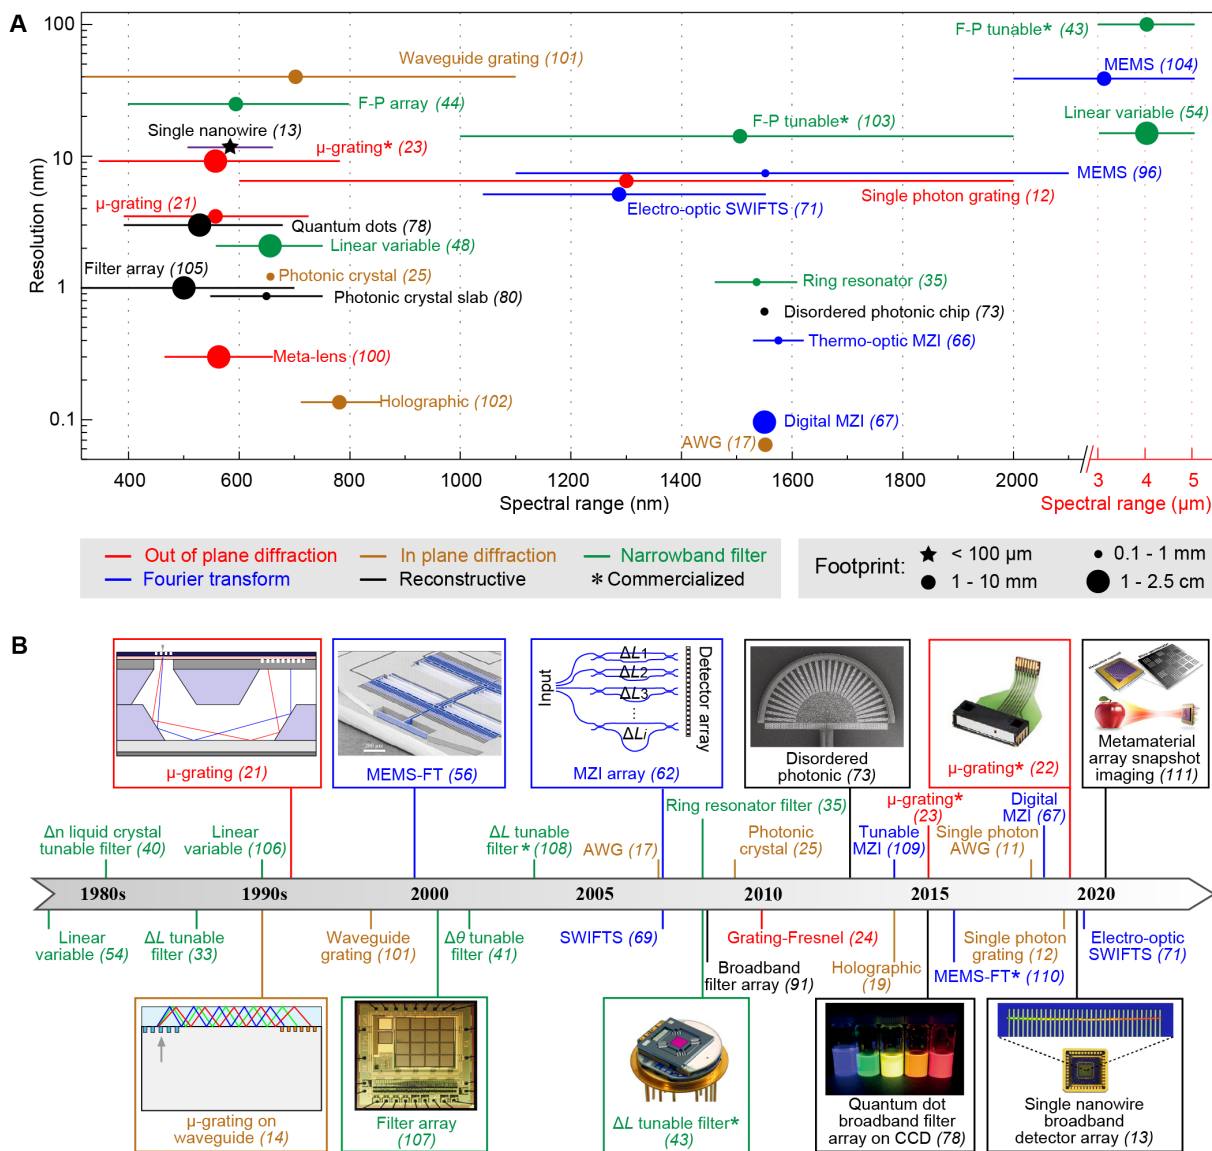 A
100
10
1
0.1
Resolution (nm)
F-P tunable* (43)
Waveguide grating (101)
MEMS (104)
F-P array (44)
Linear variable (54)
F-P tunable* (103)
Single nanowire (13)
μ-grating* (23)
MEMS (96)
Single photon grating (12)
μ-grating (21)
Electro-optic SWIFTS (71)
Quantum dots (78)
Linear variable (48)
Filter array (105)
Photonic crystal (25)
Ring resonator (35)
Photonic crystal slab (80)
Disordered photonic chip (73)
Thermo-optic MZI (66)
Meta-lens (100)
Holographic (102)
Digital MZI (67)
AWG (17)
400 600 800 1000 1200 1400 1600 1800 2000 3 4 5
Spectral range (nm)
Spectral range (μm)
Out of plane diffraction
In plane diffraction
Narrowband filter
Fourier transform
Reconstructive
* Commercialized
Footprint:
< 100 μm
0.1 - 1 mm
1 - 10 mm
1 - 2.5 cm
B
μ-grating (21)
200 μm
MEMS-FT (56)
Input
ΔL1
ΔL2
ΔL3
⋮
ΔLi
Detector array
MZI array (62)
Disordered
photonic (73)
μ-grating* (22)
Metamaterial
array snapshot
imaging (111)
Δn liquid crystal
tunable filter (40)
Linear
variable (106)
ΔL tunable
filter* (108)
AWG (17)
Ring resonator filter (35)
Photonic
crystal (25)
Tunable
MZI (109)
μ-grating*
(23)
Single photon
AWG (11)
Digital
MZI (67)
1980s 1990s 2000 2005 2010 2015 2020
Linear
variable (54)
ΔL tunable
filter (33)
Waveguide
grating (101)
Δθ tunable
filter (41)
SWIFTS (69)
Broadband
filter array (91)
Grating-Fresnel (24)
Holographic
(19)
MEMS-FT* (110)
Single photon
grating (12)
Electro-optic
SWIFTS (71)
μ-grating on
waveguide (14)
Filter array
(107)
ΔL tunable filter*
(43)
Quantum dot
broadband filter
array on CCD (78)
Single nanowire
broadband
detector array (13)